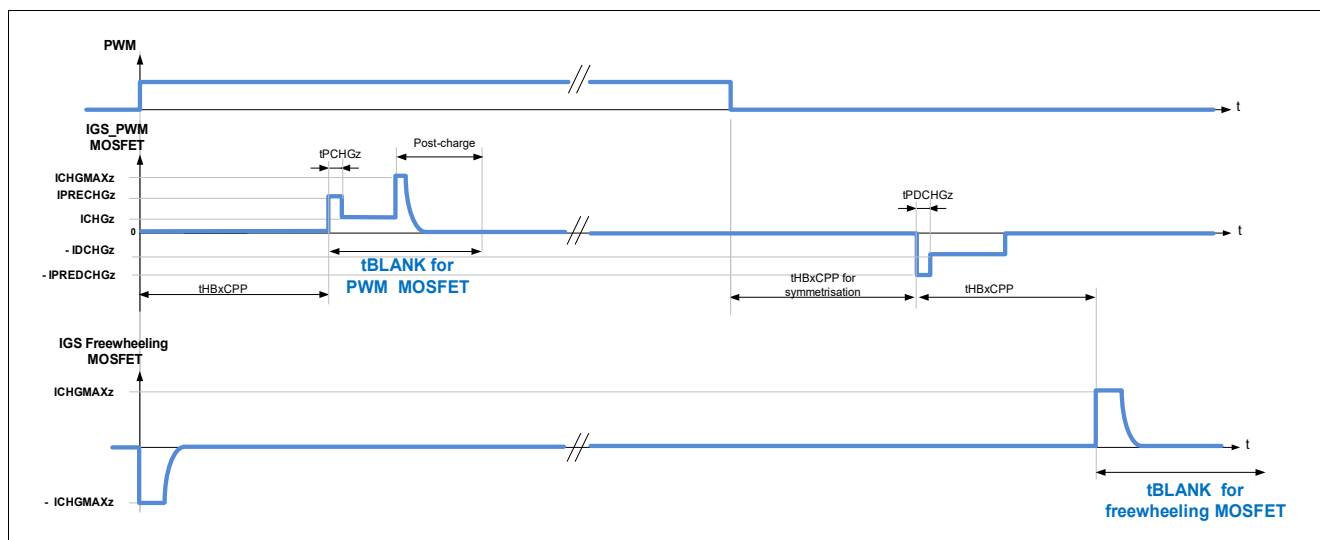 PWM
t
IGS_PWM
MOSFET
tPCHGz
Post-charge
ICHGMAXz
IPRECHGz
tPDCHGz
ICHGz
0
t
- IDCHGz
tBLANK for
PWM MOSFET
- IPREDCHGz
tHBxCPP
tHBxCPP for
symmetrisation
tHBxCPP
IGS Freewheeling
MOSFET
ICHGMAXz
t
- ICHGMAXz
tBLANK for
freewheeling MOSFET